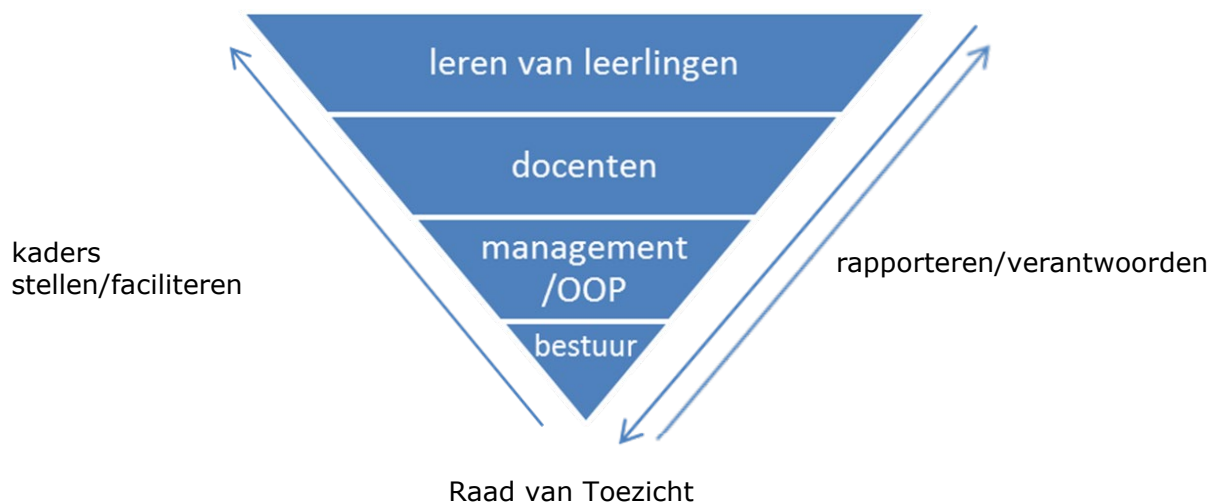 leren van leerlingen
docenten
management
/OOP
bestuur
kaders
stellen/faciliteren
rapporteren/verantwoorden
Raad van Toezicht